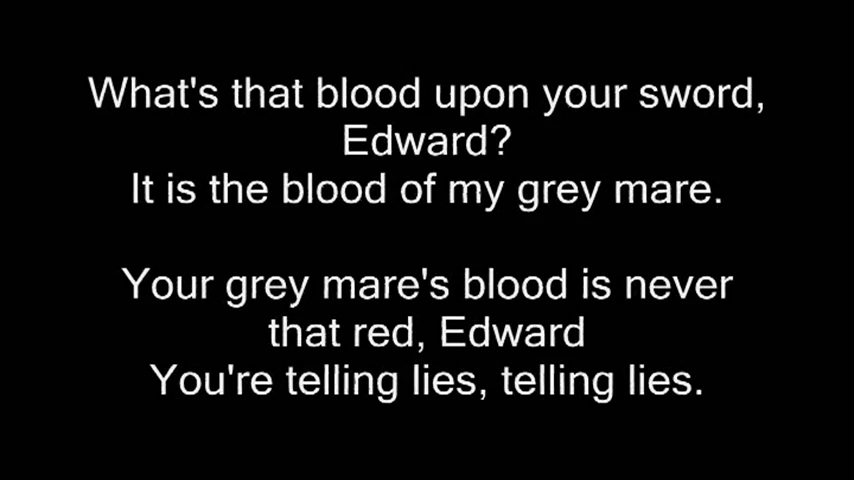 What's that blood upon your sword,
Edward?
It is the blood of my grey mare.
Your grey mare's blood is never
that red, Edward
You're telling lies, telling lies.